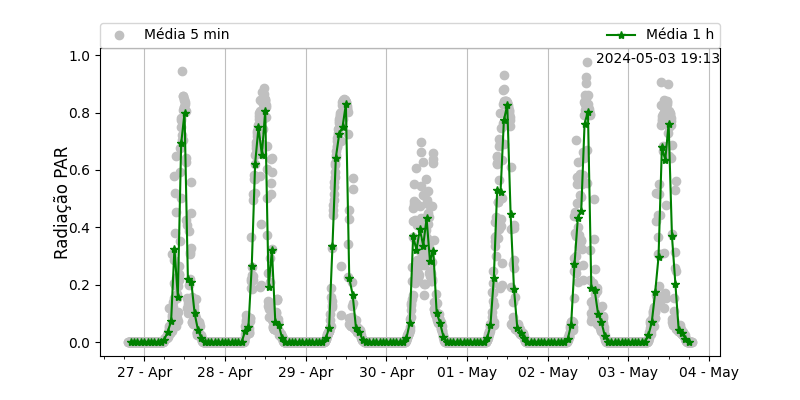 Média 5 min
Média 1 h
2024-05-03 19:13
Radiação PAR
1.0
0.8
0.6
0.4
0.2
0.0
27 - Apr
28 - Apr
29 - Apr
30 - Apr
01 - May
02 - May
03 - May
04 - May